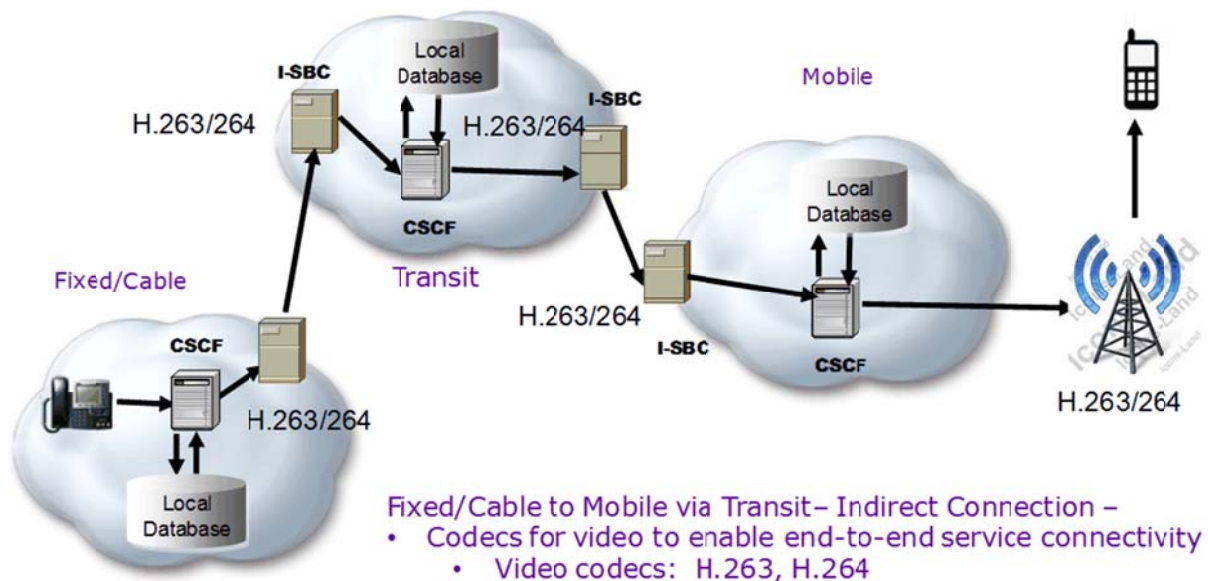 Local
Database
I-SBC
H.263/264
H.263/264
I-SBC
CSCF
Transit
Mobile
Local
Database
H.263/264
I-SBC
CSCF
H.263/264
Fixed/Cable
CSCF
H.263/264
Local
Database
Fixed/Cable to Mobile via Transit– Indirect Connection –
• Codecs for video to enable end-to-end service connectivity
• Video codecs: H.263, H.264